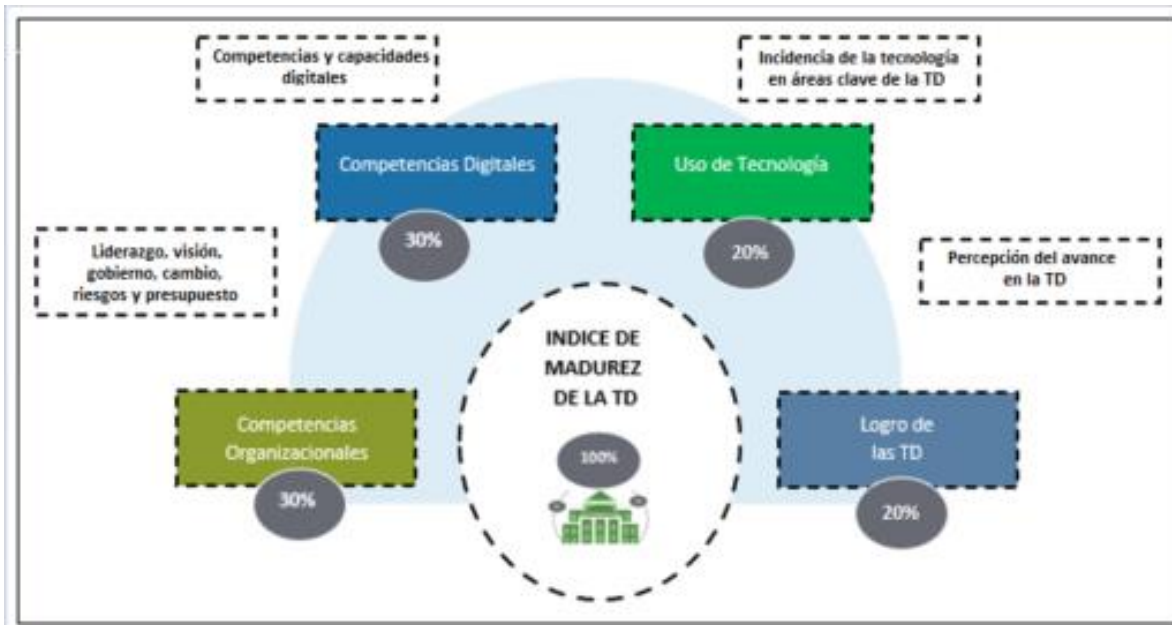 Competencias y capacidades
digitales
Incidencia de la tecnología
en áreas clave de la TD
Competencias Digitales
30%
Uso de Tecnología
20%
Liderazgo, visión,
gobierno, cambio,
riesgos y presupuesto
Percepción del avance
en la TD
INDICE DE
MADUREZ
DE LA TD
100%
Competencias
Organizacionales
30%
Logro de
las TD
20%